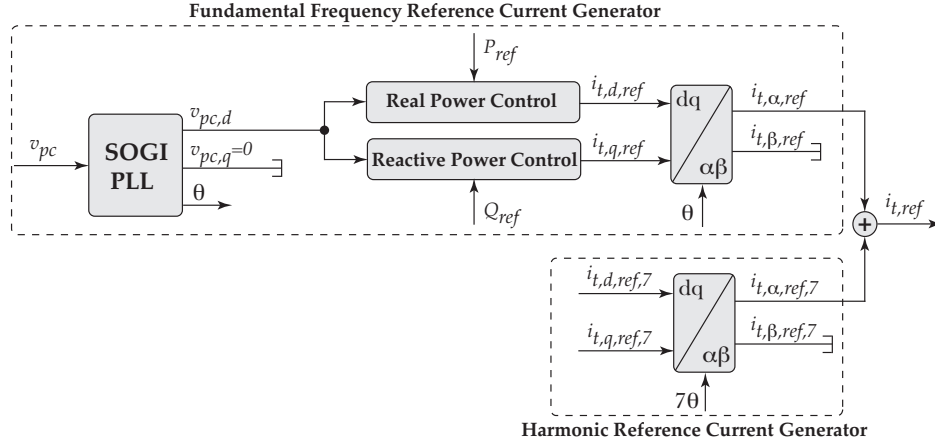 Fundamental Frequency Reference Current Generator
P_ref
v_pc
SOGI
PLL
v_pc,d
v_pc,q=0
θ
Real Power Control
Reactive Power Control
Q_ref
i_t,d,ref
i_t,q,ref
dq
αβ
θ
i_t,α,ref
i_t,β,ref
+
i_t,ref
i_t,d,ref,7
i_t,q,ref,7
dq
αβ
7θ
i_t,α,ref,7
i_t,β,ref,7
Harmonic Reference Current Generator